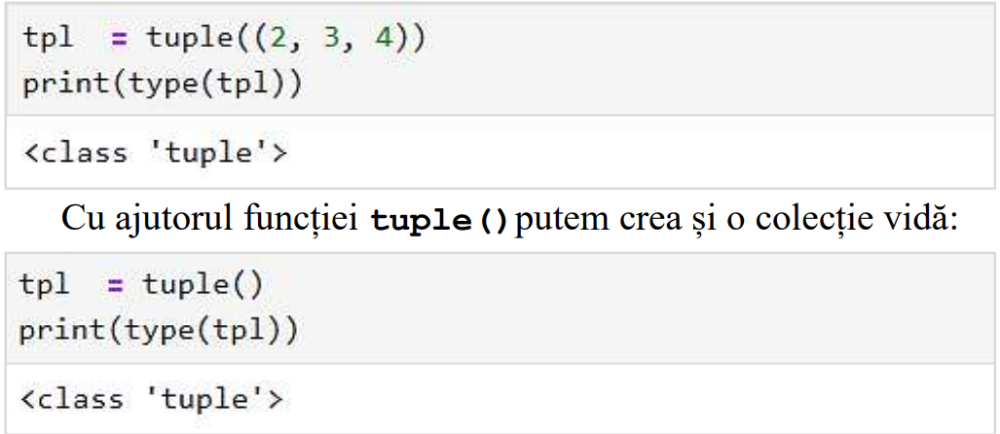 tpl  = tuple((2, 3, 4))
print(type(tpl))
<class 'tuple'>
Cu ajutorul funcției tuple()putem crea și o colecție vidă:
tpl  = tuple()
print(type(tpl))
<class 'tuple'>